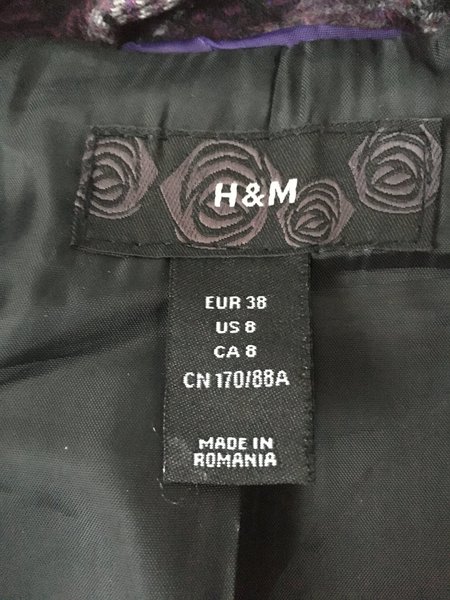 H&M
EUR 38
US 8
CA 8
CN 170/88A
MADE IN
ROMANIA